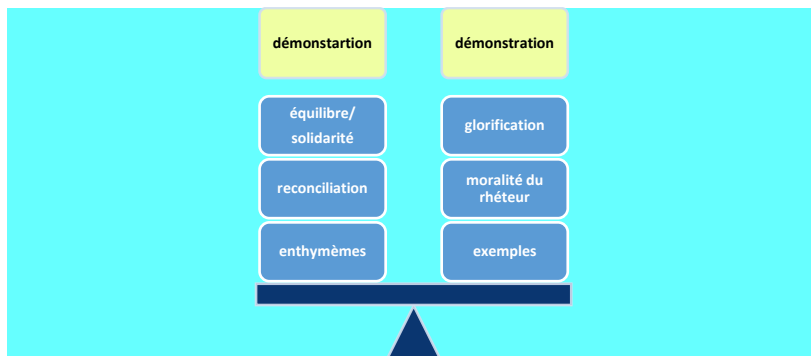 démonstartion
démonstration
équilibre/
solidarité
glorification
reconciliation
moralité du
rhéteur
enthymèmes
exemples